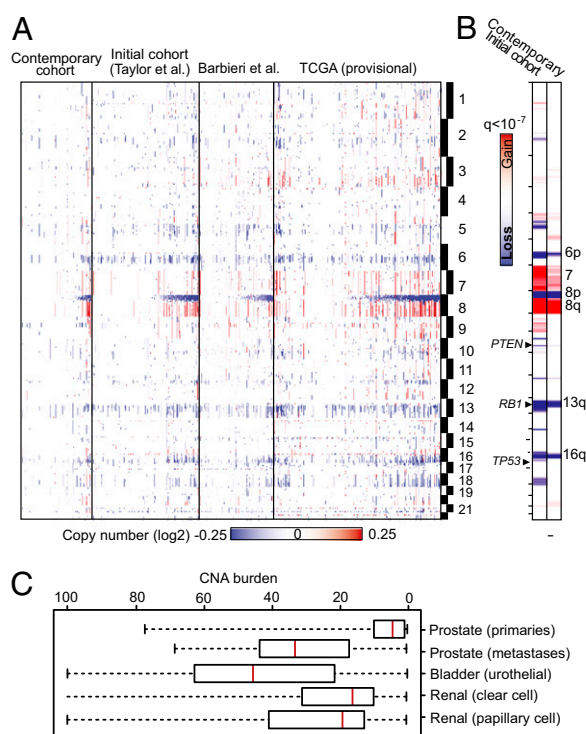 A
Contemporary cohort
Initial cohort (Taylor et al.)
Barbieri et al.
TCGA (provisional)
1
2
3
4
5
6
7
8
9
10
11
12
13
14
15
16
17
18
19
21
Copy number (log2) -0.25 0 0.25
B
Contemporary
Initial cohort
q<10-7
Gain
Loss
6p
7
8p
8q
PTEN
RB1
13q
16q
TP53
-
C
CNA burden
100 80 60 40 20 0
Prostate (primaries)
Prostate (metastases)
Bladder (urothelial)
Renal (clear cell)
Renal (papillary cell)